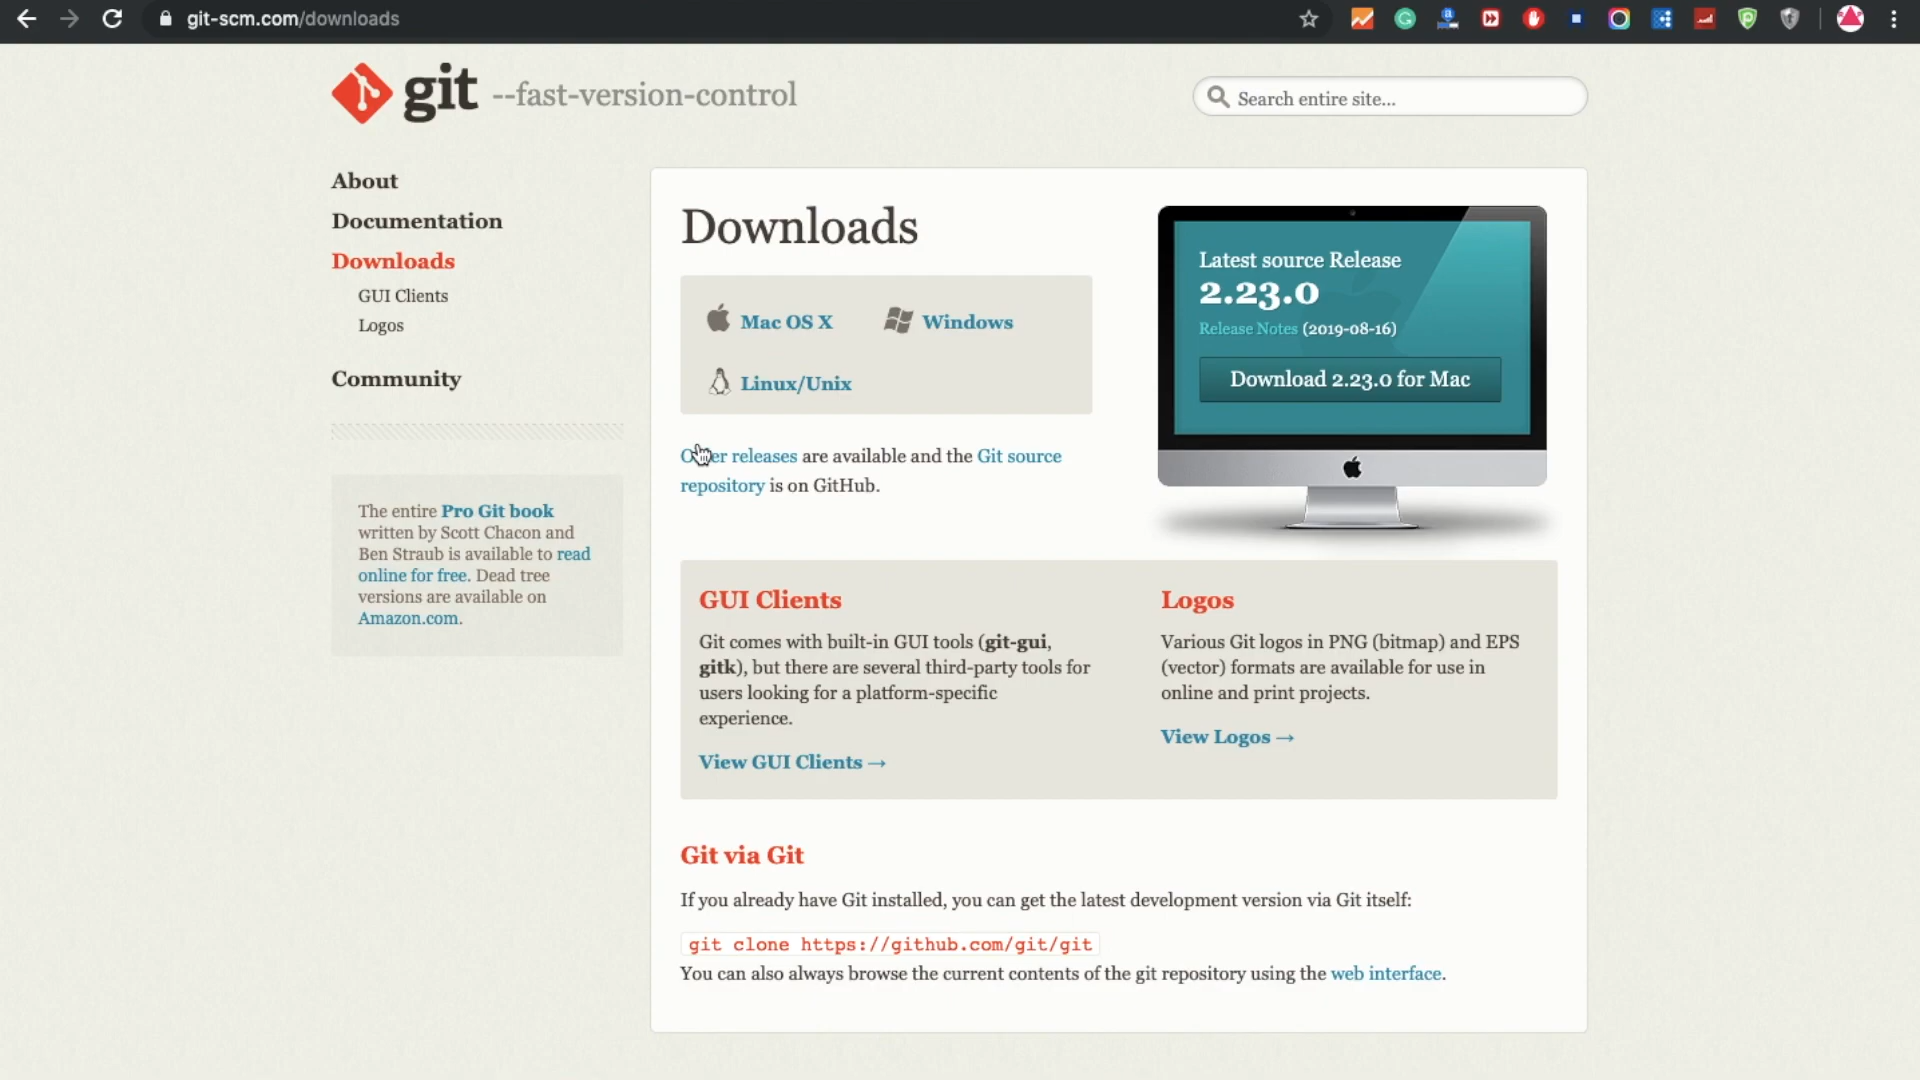 git-scm.com/downloads
git --fast-version-control
Search entire site...
About
Documentation
Downloads
GUI Clients
Logos
Community
The entire Pro Git book
written by Scott Chacon and
Ben Straub is available to read
online for free. Dead tree
versions are available on
Amazon.com.
Downloads
Mac OS X
Windows
Linux/Unix
releases are available and the Git source
repository is on GitHub.
Latest source Release
2.23.0
Release Notes (2019-08-16)
Download 2.23.0 for Mac
GUI Clients
Git comes with built-in GUI tools (git-gui,
gitk), but there are several third-party tools for
users looking for a platform-specific
experience.
View GUI Clients →
Logos
Various Git logos in PNG (bitmap) and EPS
(vector) formats are available for use in
online and print projects.
View Logos →
Git via Git
If you already have Git installed, you can get the latest development version via Git itself:
git clone https://github.com/git/git
You can also always browse the current contents of the git repository using the web interface.